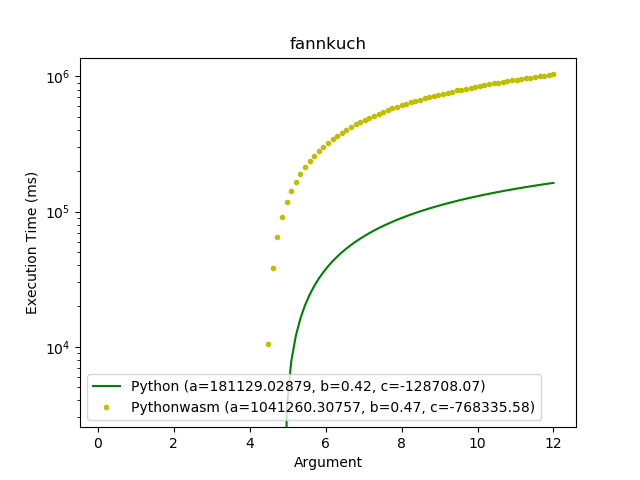 fannkuch
10^6
10^5
10^4
Execution Time (ms)
Python (a=181129.02879, b=0.42, c=-128708.07)
Pythonwasm (a=1041260.30757, b=0.47, c=-768335.58)
0 2 4 6 8 10 12
Argument